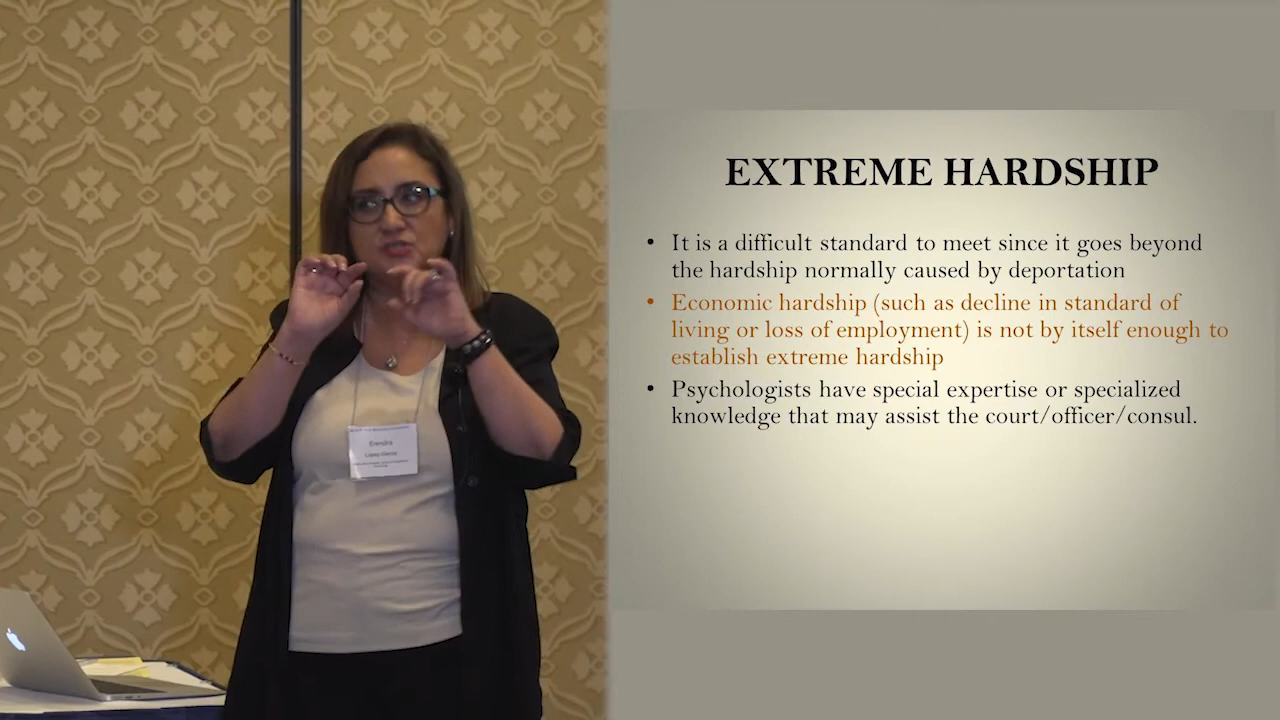 Erendra
EXTREME HARDSHIP
• It is a difficult standard to meet since it goes beyond
the hardship normally caused by deportation
• Economic hardship (such as decline in standard of
living or loss of employment) is not by itself enough to
establish extreme hardship
• Psychologists have special expertise or specialized
knowledge that may assist the court/officer/consul.